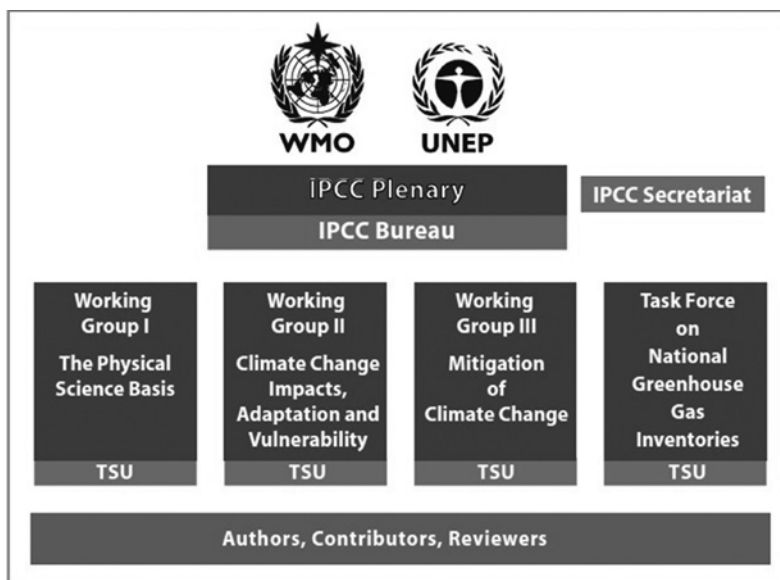 WMO
UNEP
IPCC Plenary
IPCC Secretariat
IPCC Bureau
Working
Group I
The Physical
Science Basis
TSU
Working
Group II
Climate Change
Impacts,
Adaptation and
Vulnerability
TSU
Working
Group III
Mitigation
of
Climate Change
TSU
Task Force
on
National
Greenhouse
Gas
Inventories
TSU
Authors, Contributors, Reviewers